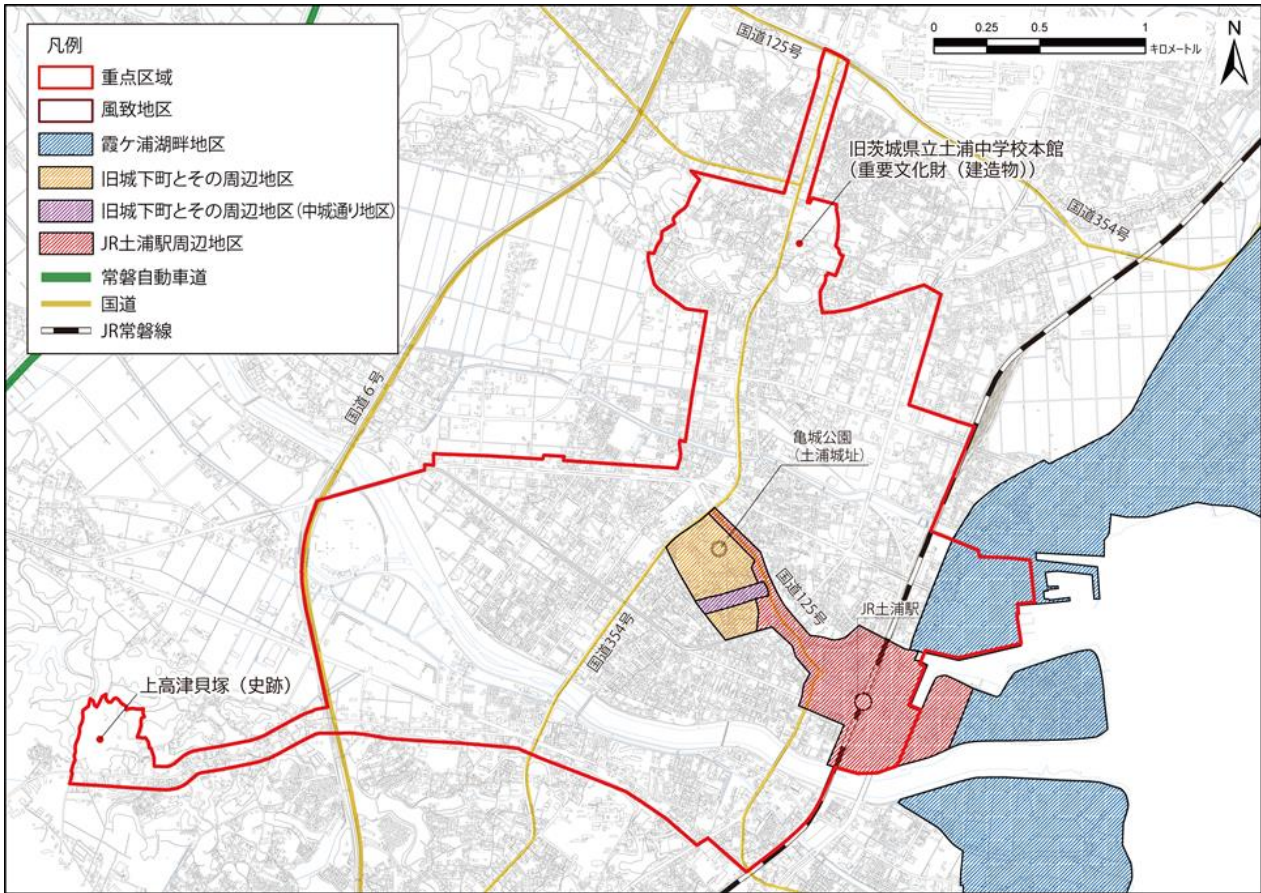 凡例
重点区域
風致地区
霞ケ浦湖畔地区
旧城下町とその周辺地区
旧城下町とその周辺地区(中城通り地区)
JR土浦駅周辺地区
常磐自動車道
国道
JR常磐線
0 0.25 0.5 1
キロメートル
N
国道125号
旧茨城県立土浦中学校本館
(重要文化財(建造物))
国道354号
国道6号
亀城公園
(土浦城址)
国道125号
JR土浦駅
国道354号
上高津貝塚(史跡)